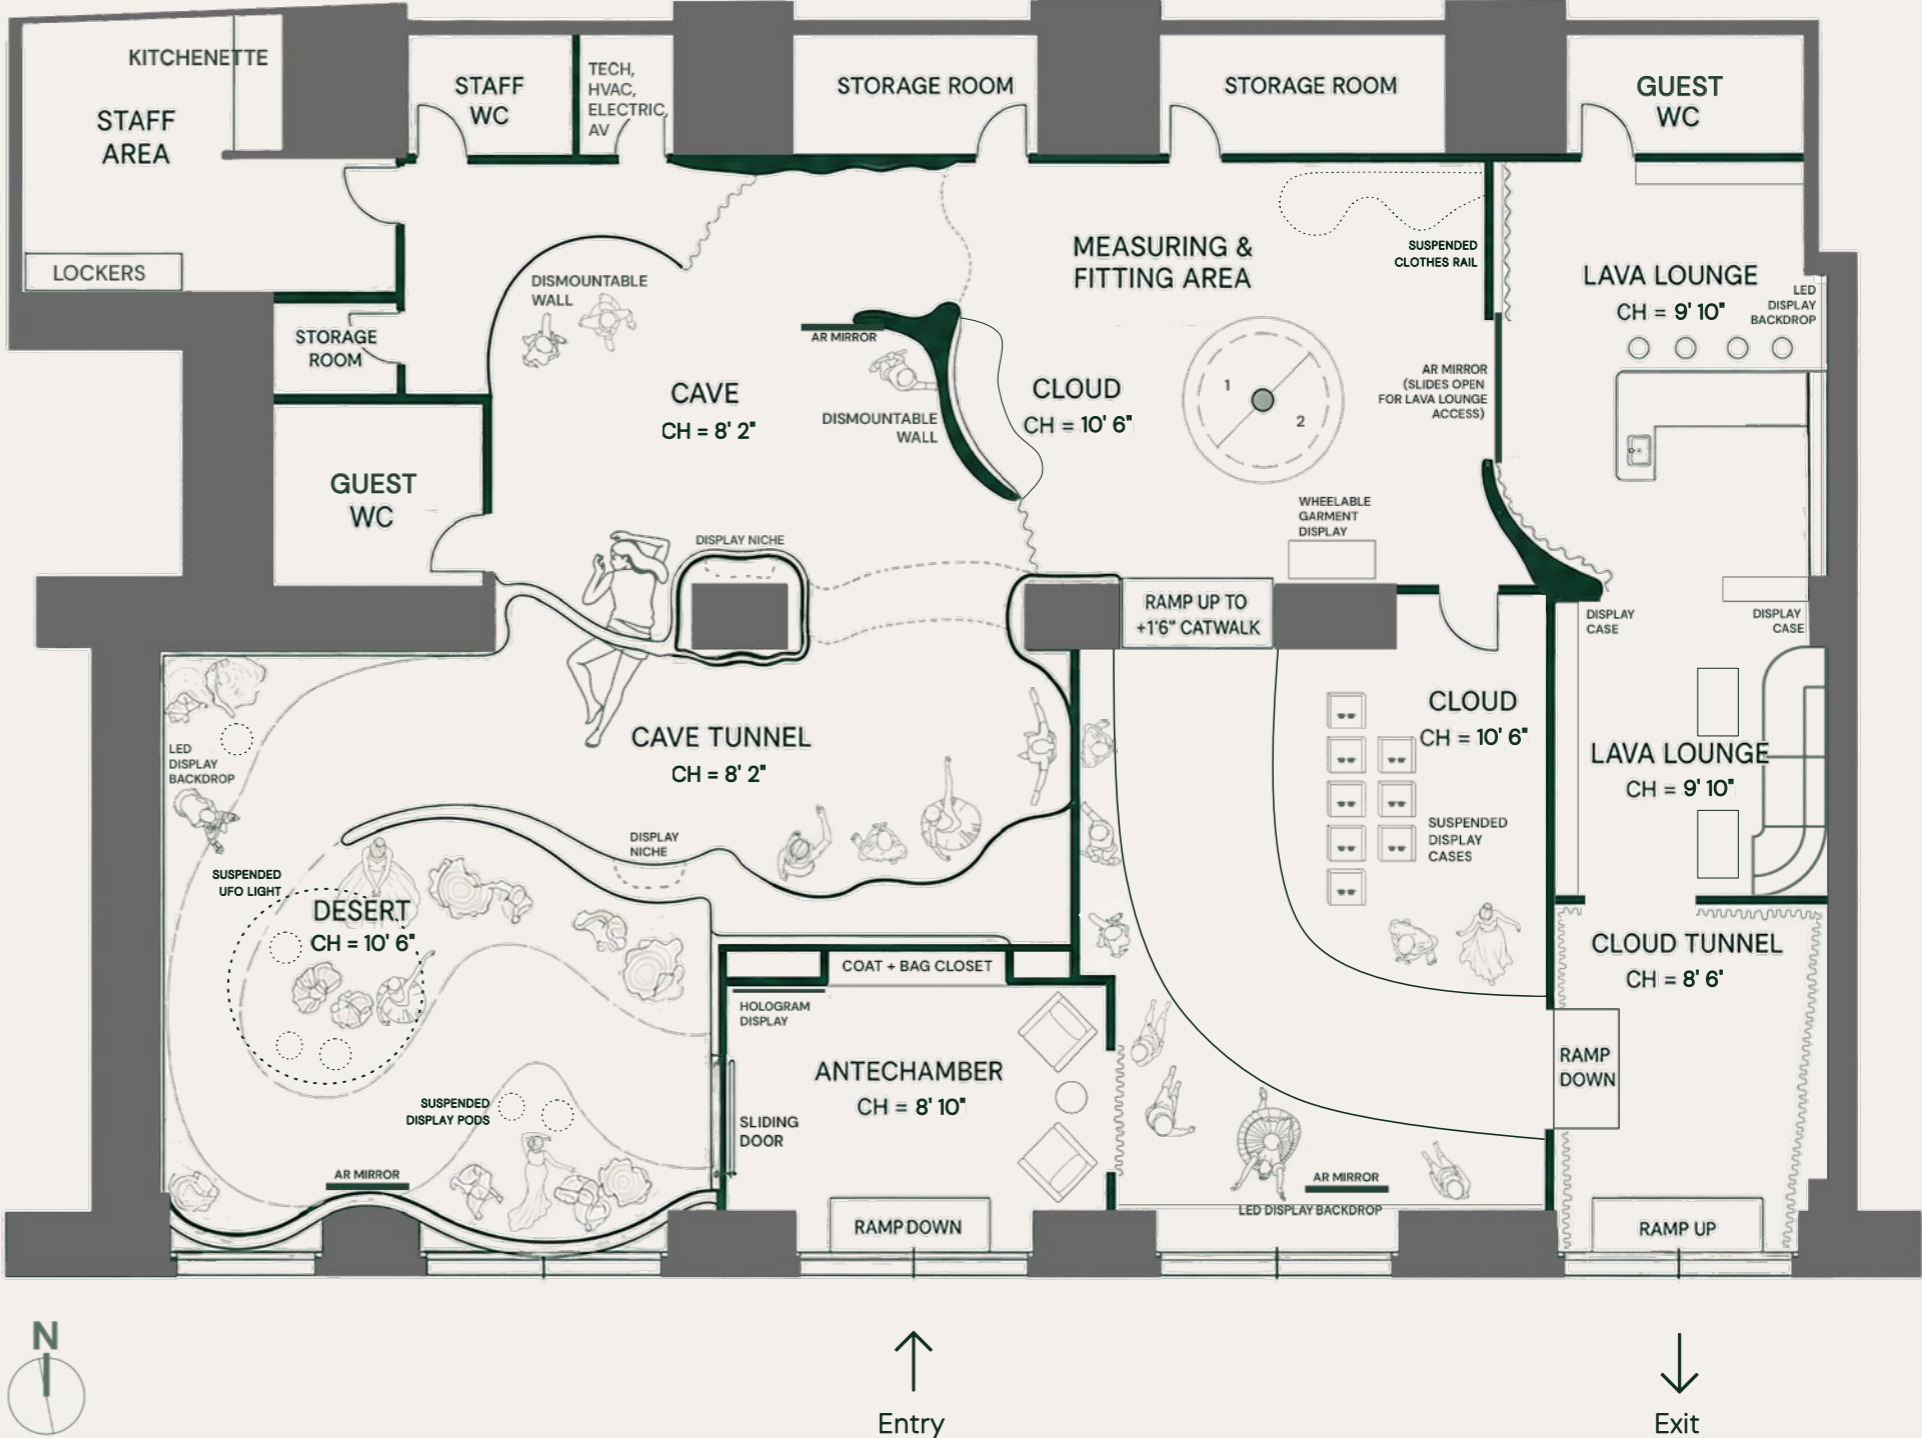 KITCHENETTE
STAFF
AREA
LOCKERS
STAFF
WC
TECH,
HVAC,
ELECTRIC,
AV
STORAGE ROOM
STORAGE ROOM
GUEST
WC
DISMOUNTABLE
WALL
STORAGE
ROOM
AR MIRROR
CAVE
CH = 8' 2"
DISMOUNTABLE
WALL
MEASURING &
FITTING AREA
SUSPENDED
CLOTHES RAIL
CLOUD
CH = 10' 6"
1
2
AR MIRROR
(SLIDES OPEN
FOR LAVA LOUNGE
ACCESS)
LAVA LOUNGE
CH = 9' 10"
LED
DISPLAY
BACKDROP
GUEST
WC
DISPLAY NICHE
WHEELABLE
GARMENT
DISPLAY
RAMP UP TO
+1'6" CATWALK
DISPLAY
CASE
DISPLAY
CASE
LED
DISPLAY
BACKDROP
CAVE TUNNEL
CH = 8' 2"
DISPLAY
NICHE
CLOUD
CH = 10' 6"
SUSPENDED
DISPLAY
CASES
LAVA LOUNGE
CH = 9' 10"
SUSPENDED
UFO LIGHT
DESERT
CH = 10' 6"
COAT + BAG CLOSET
HOLOGRAM
DISPLAY
CLOUD TUNNEL
CH = 8' 6"
ANTECHAMBER
CH = 8' 10"
SUSPENDED
DISPLAY PODS
SLIDING
DOOR
RAMP
DOWN
AR MIRROR
AR MIRROR
LED DISPLAY BACKDROP
RAMP DOWN
RAMP UP
N
Entry
Exit